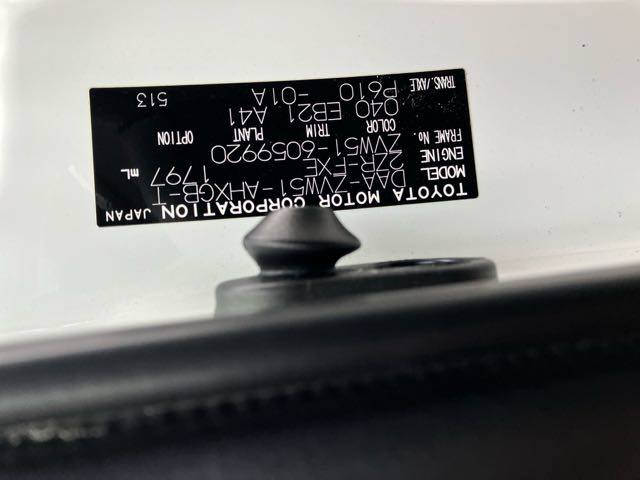 TOYOTA MOTOR CORPORATION JAPAN
MODEL DAA-ZVW51-AHXGB-T
ENGINE 2ZR-FXE 1797 mL
FRAME No. ZVW51-6059920
COLOR TRIM PLANT OPTION
040 EB21 A41
TRANS./AXLE P610 -01A 513